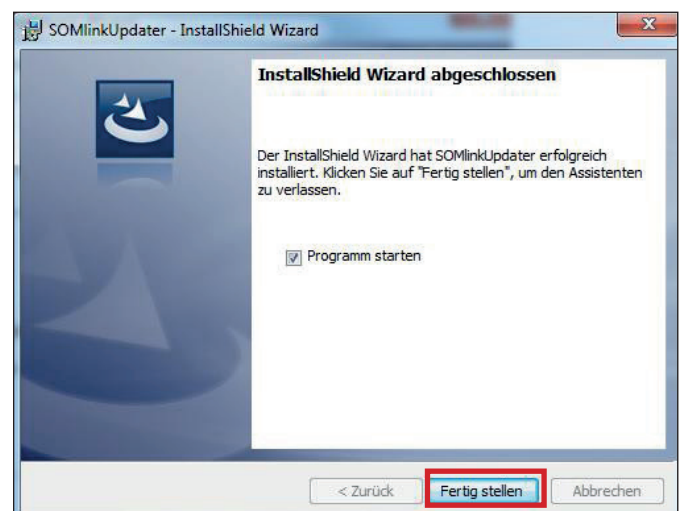 SOMlinkUpdater - InstallShield Wizard
InstallShield Wizard abgeschlossen
Der InstallShield Wizard hat SOMlinkUpdater erfolgreich
installiert. Klicken Sie auf "Fertig stellen", um den Assistenten
zu verlassen.
Programm starten
< Zurück
Fertig stellen
Abbrechen